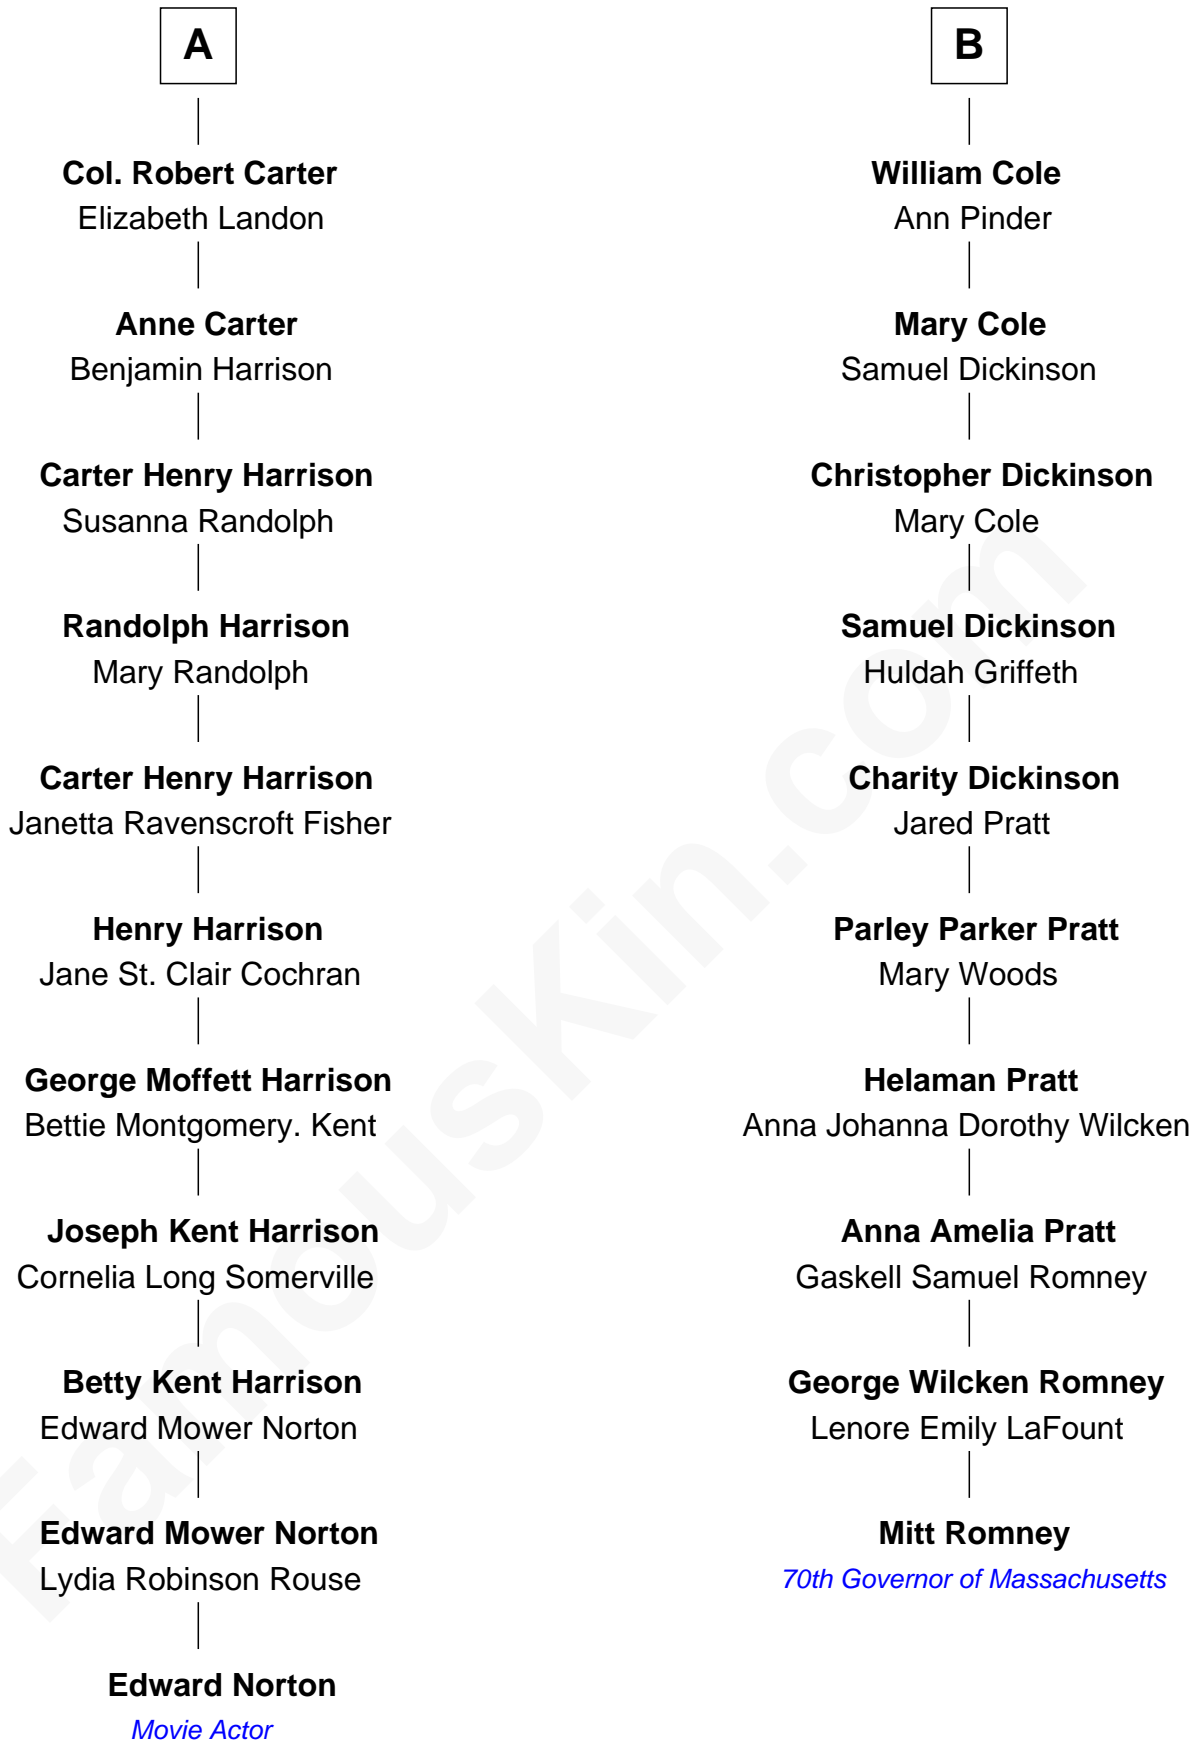 A
Col. Robert Carter
Elizabeth Landon
Anne Carter
Benjamin Harrison
Carter Henry Harrison
Susanna Randolph
Randolph Harrison
Mary Randolph
Carter Henry Harrison
Janetta Ravenscroft Fisher
Henry Harrison
Jane St. Clair Cochran
George Moffett Harrison
Bettie Montgomery. Kent
Joseph Kent Harrison
Cornelia Long Somerville
Betty Kent Harrison
Edward Mower Norton
Edward Mower Norton
Lydia Robinson Rouse
Edward Norton
Movie Actor
B
William Cole
Ann Pinder
Mary Cole
Samuel Dickinson
Christopher Dickinson
Mary Cole
Samuel Dickinson
Huldah Griffeth
Charity Dickinson
Jared Pratt
Parley Parker Pratt
Mary Woods
Helaman Pratt
Anna Johanna Dorothy Wilcken
Anna Amelia Pratt
Gaskell Samuel Romney
George Wilcken Romney
Lenore Emily LaFount
Mitt Romney
70th Governor of Massachusetts
FamousKin.com